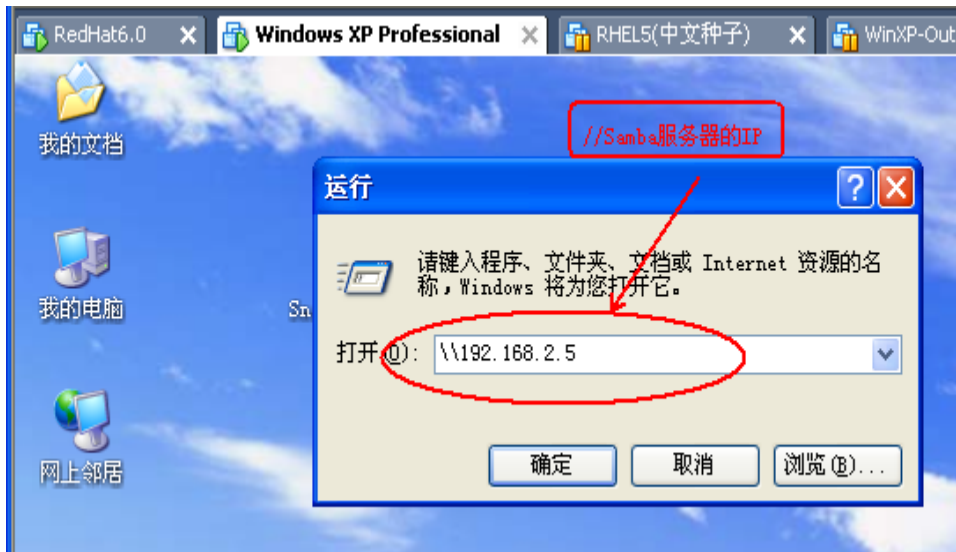 RedHat6.0
Windows XP Professional
RHEL5(中文种子)
WinXP-Out
我的文档
//Samba服务器的IP
运行
请键入程序、文件夹、文档或 Internet 资源的名
称,Windows 将为您打开它。
我的电脑
Sn
打开(O): \\192.168.2.5
确定
取消
浏览(B)...
网上邻居